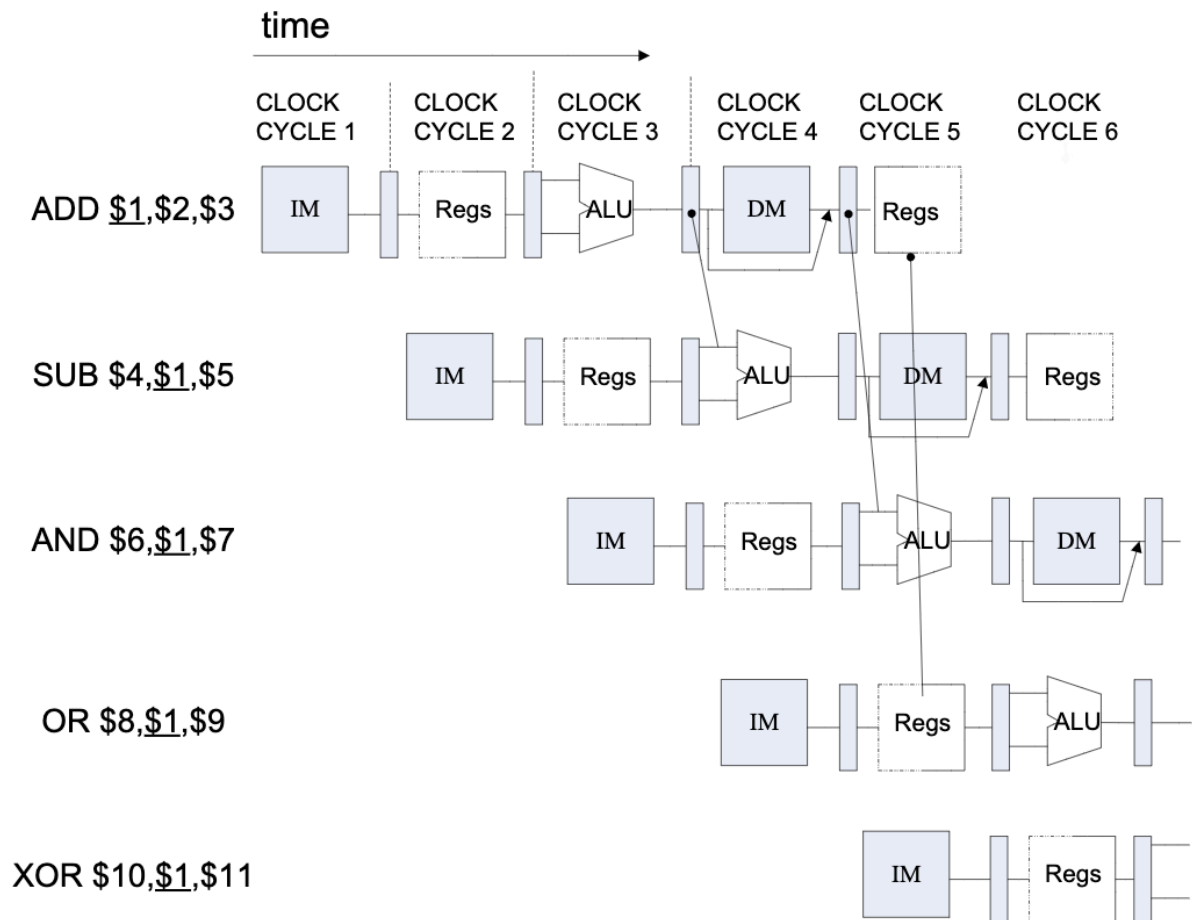 time
CLOCK CLOCK CLOCK CLOCK CLOCK CLOCK
CYCLE 1 CYCLE 2 CYCLE 3 CYCLE 4 CYCLE 5 CYCLE 6
ADD $1,$2,$3 IM Regs ALU DM Regs
SUB $4,$1,$5 IM Regs ALU DM Regs
AND $6,$1,$7 IM Regs ALU DM
OR $8,$1,$9 IM Regs ALU
XOR $10,$1,$11 IM Regs